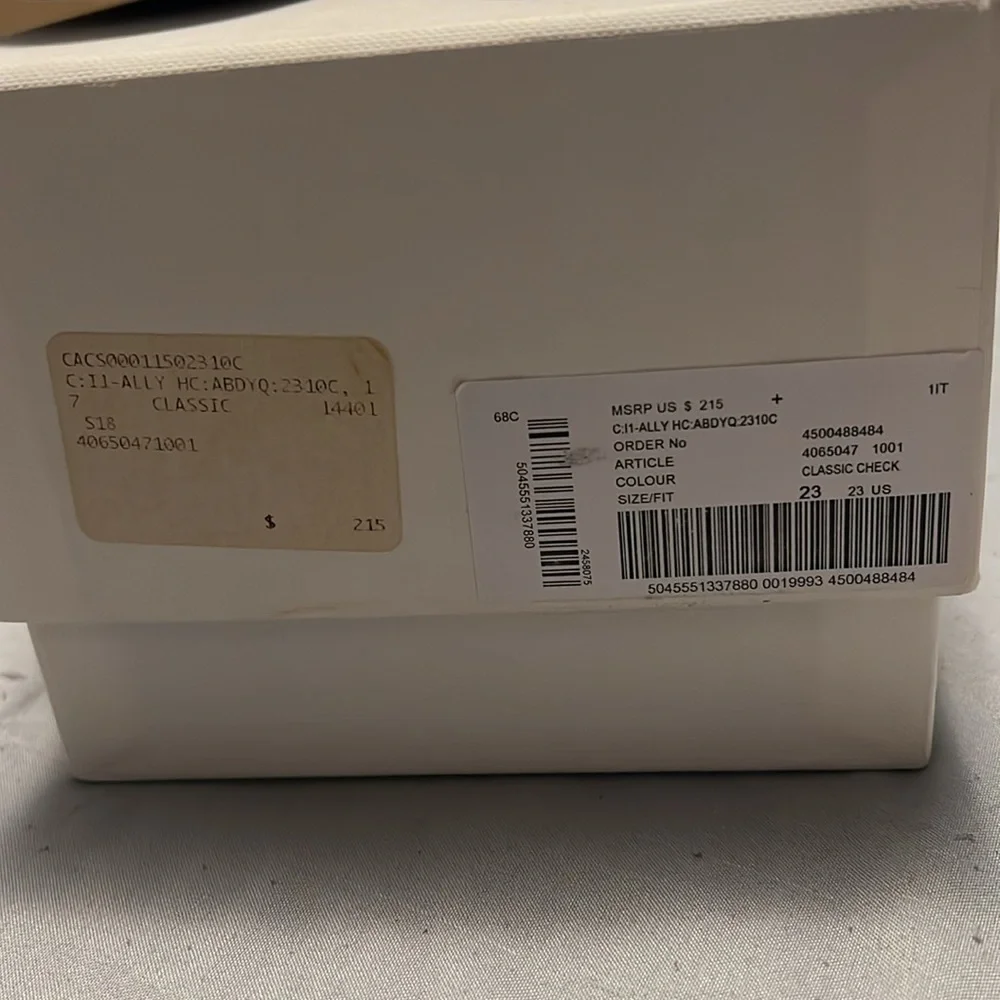 CACS00011502310C
C:I1-ALLY HC:ABDYQ:2310C, 1
7 CLASSIC 14401
S18
40650471001
$ 215
68C
5045551337880
2458075
MSRP US $ 215 + 1IT
C:I1-ALLY HC:ABDYQ:2310C
ORDER No 4500488484
ARTICLE 4065047 1001
COLOUR CLASSIC CHECK
SIZE/FIT 23 23 US
5045551337880 0019993 4500488484